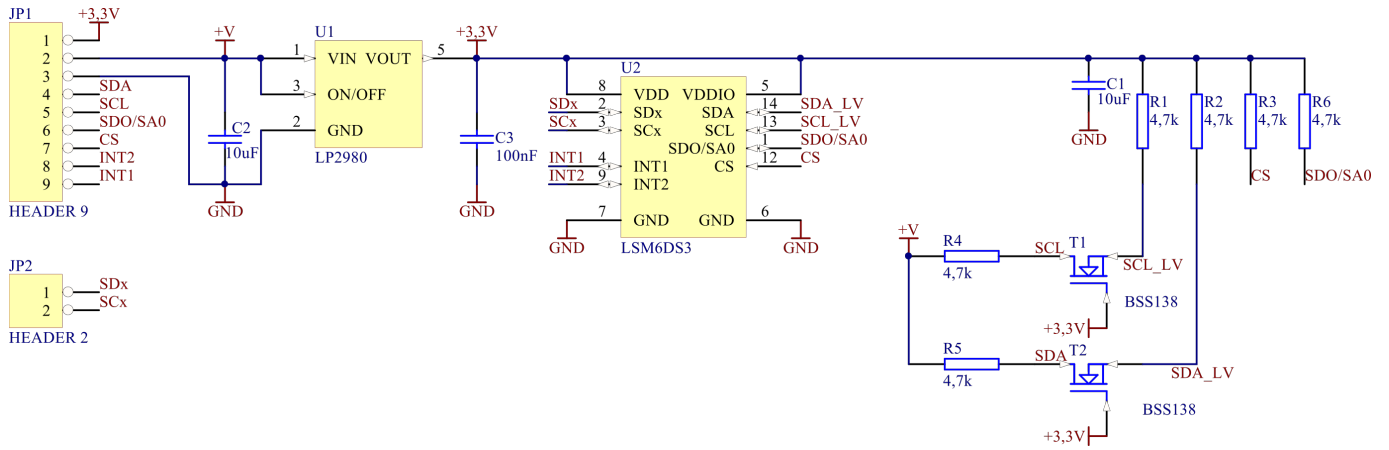 JP1
+3,3V
1
2
3
4 SDA
5 SCL
6 SDO/SA0
7 CS
8 INT2
9 INT1
HEADER 9
JP2
1 SDx
2 SCx
HEADER 2
+V
C2
10uF
GND
U1
1 VIN VOUT 5
3 ON/OFF
2 GND
LP2980
+3,3V
C3
100nF
GND
U2
8 VDD VDDIO 5
SDx 2 SDx SDA 14 SDA_LV
SCx 3 SCx SCL 13 SCL_LV
SDO/SA0 1 SDO/SA0
INT1 4 INT1 CS 12 CS
INT2 9 INT2
7 GND GND 6
GND GND
LSM6DS3
C1
10uF
GND
R1
4,7k
R2
4,7k
R3
4,7k
R6
4,7k
CS
SDO/SA0
+V
R4
4,7k
SCL
T1
SCL_LV
BSS138
+3,3V
R5
4,7k
SDA
T2
SDA_LV
BSS138
+3,3V